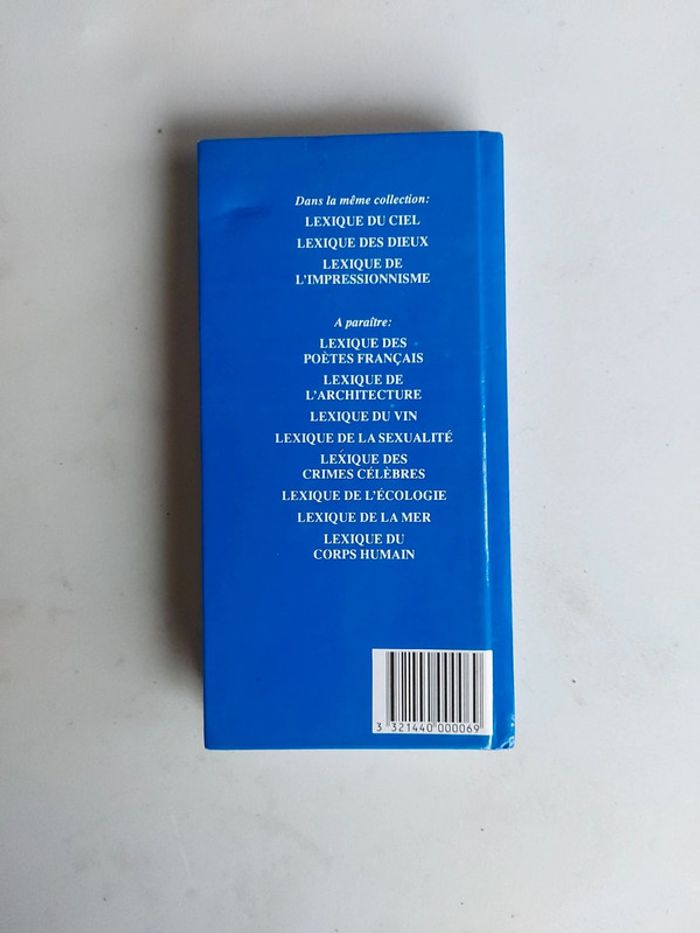 Dans la même collection:
LEXIQUE DU CIEL
LEXIQUE DES DIEUX
LEXIQUE DE
L'IMPRESSIONNISME
A paraître:
LEXIQUE DES
POÈTES FRANÇAIS
LEXIQUE DE
L'ARCHITECTURE
LEXIQUE DU VIN
LEXIQUE DE LA SEXUALITÉ
LEXIQUE DES
CRIMES CÉLÈBRES
LEXIQUE DE L'ÉCOLOGIE
LEXIQUE DE LA MER
LEXIQUE DU
CORPS HUMAIN
3 321440 000069